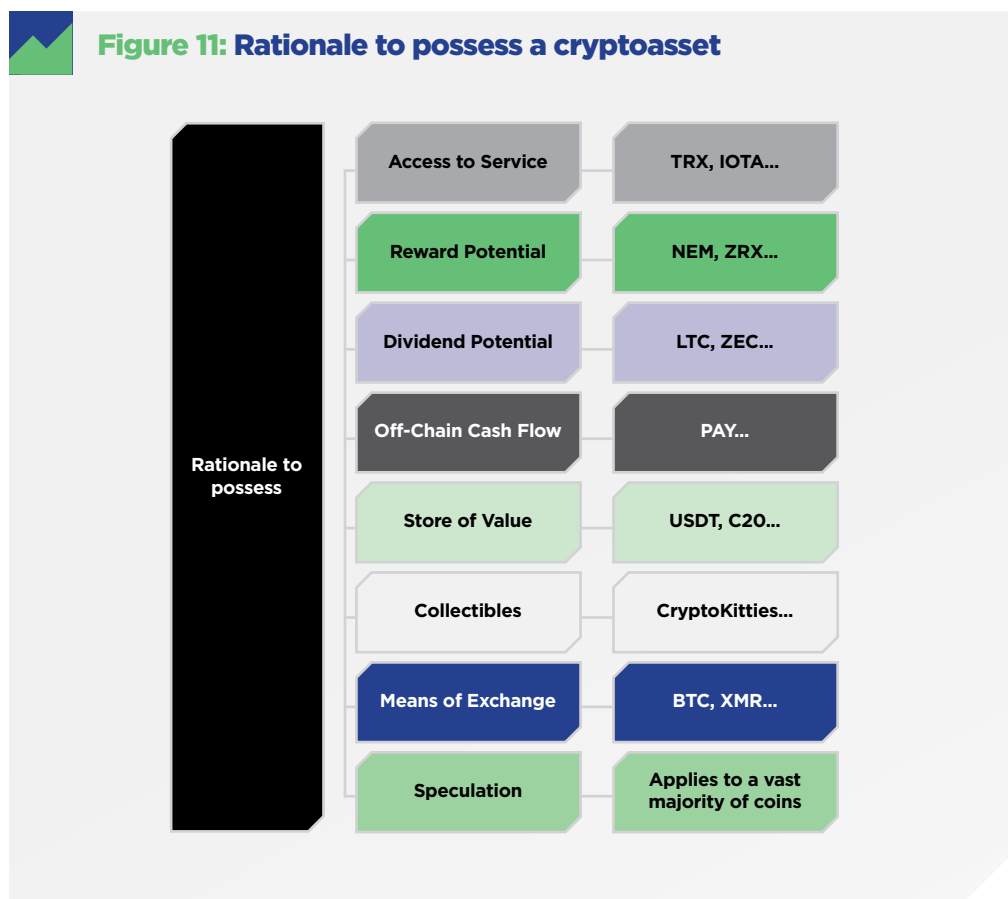 Figure 11: Rationale to possess a cryptoasset
Rationale to
possess
Access to Service
TRX, IOTA...
Reward Potential
NEM, ZRX...
Dividend Potential
LTC, ZEC...
Off-Chain Cash Flow
PAY...
Store of Value
USDT, C20...
Collectibles
CryptoKitties...
Means of Exchange
BTC, XMR...
Speculation
Applies to a vast
majority of coins